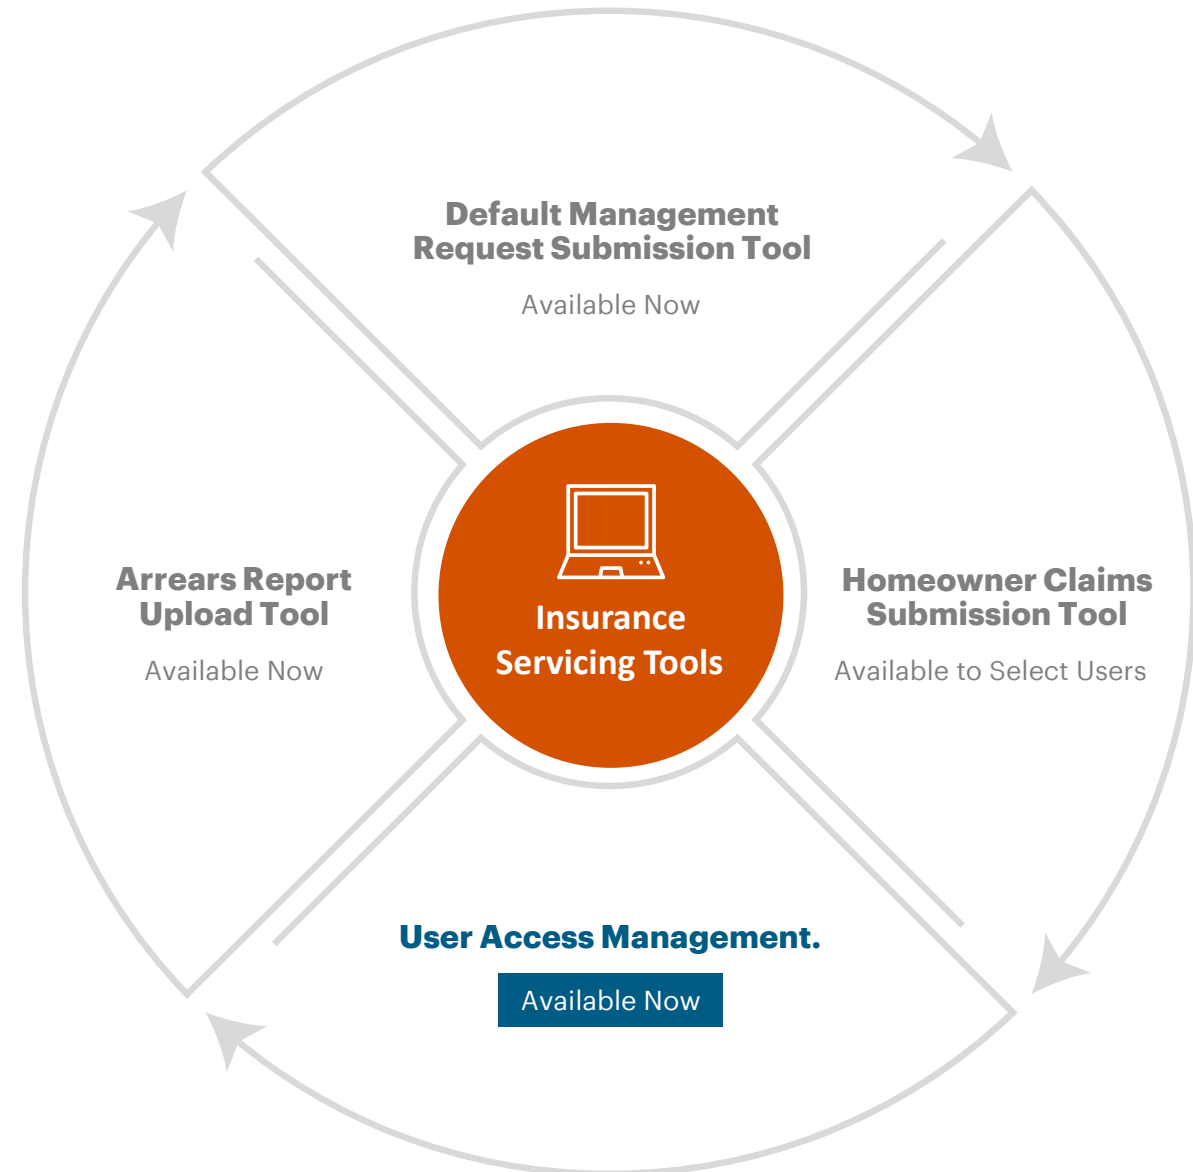 Default Management
Request Submission Tool
Available Now
Arrears Report
Upload Tool
Available Now
Insurance
Servicing Tools
Homeowner Claims
Submission Tool
Available to Select Users
User Access Management.
Available Now